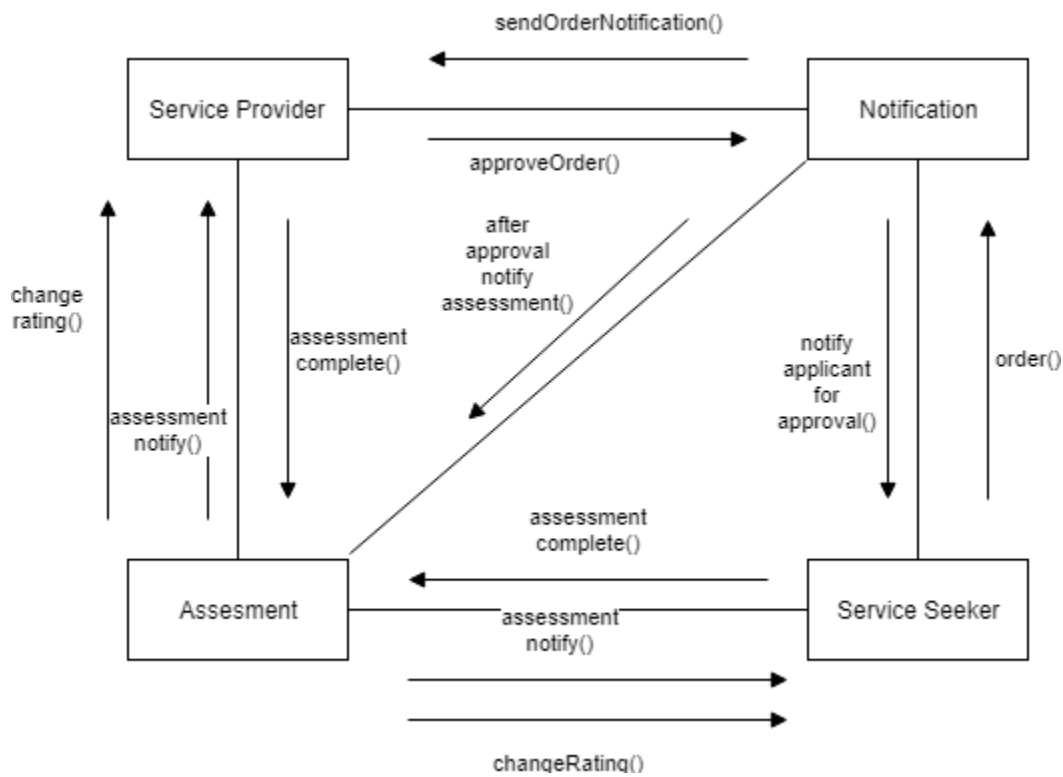 sendOrderNotification()
Service Provider
Notification
approveOrder()
after
approval
notify
assessment()
change
rating()
assessment
complete()
notify
applicant
for
approval()
order()
assessment
notify()
assessment
complete()
Assesment
Service Seeker
assessment
notify()
changeRating()